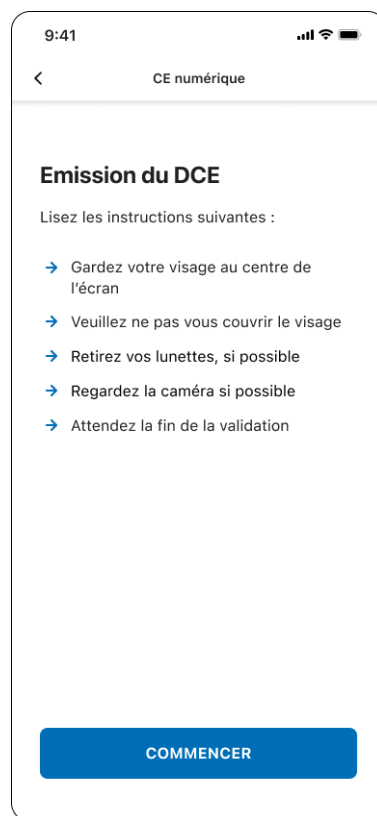 9:41
CE numérique
Emission du DCE
Lisez les instructions suivantes :
Gardez votre visage au centre de
l'écran
Veuillez ne pas vous couvrir le visage
Retirez vos lunettes, si possible
Regardez la caméra si possible
Attendez la fin de la validation
COMMENCER